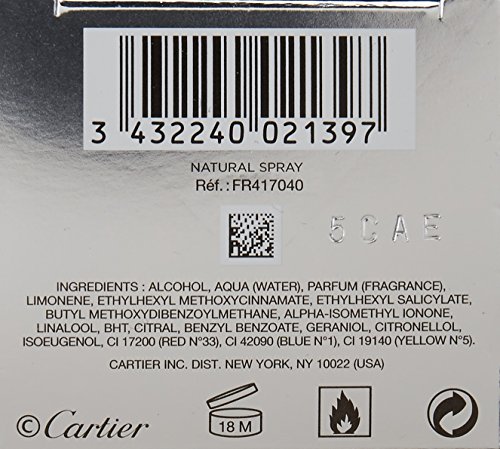 3 432240 021397
NATURAL SPRAY
Réf.:FR417040
5CAE
INGREDIENTS : ALCOHOL, AQUA (WATER), PARFUM (FRAGRANCE),
LIMONENE, ETHYLHEXYL METHOXYCINNAMATE, ETHYLHEXYL SALICYLATE,
BUTYL METHOXYDIBENZOYLMETHANE, ALPHA-ISOMETHYL IONONE,
LINALOOL, BHT, CITRAL, BENZYL BENZOATE, GERANIOL, CITRONELLOL,
ISOEUGENOL, CI 17200 (RED N°33), CI 42090 (BLUE N°1), CI 19140 (YELLOW N°5).
CARTIER INC. DIST. NEW YORK, NY 10022 (USA)
© Cartier
18 M